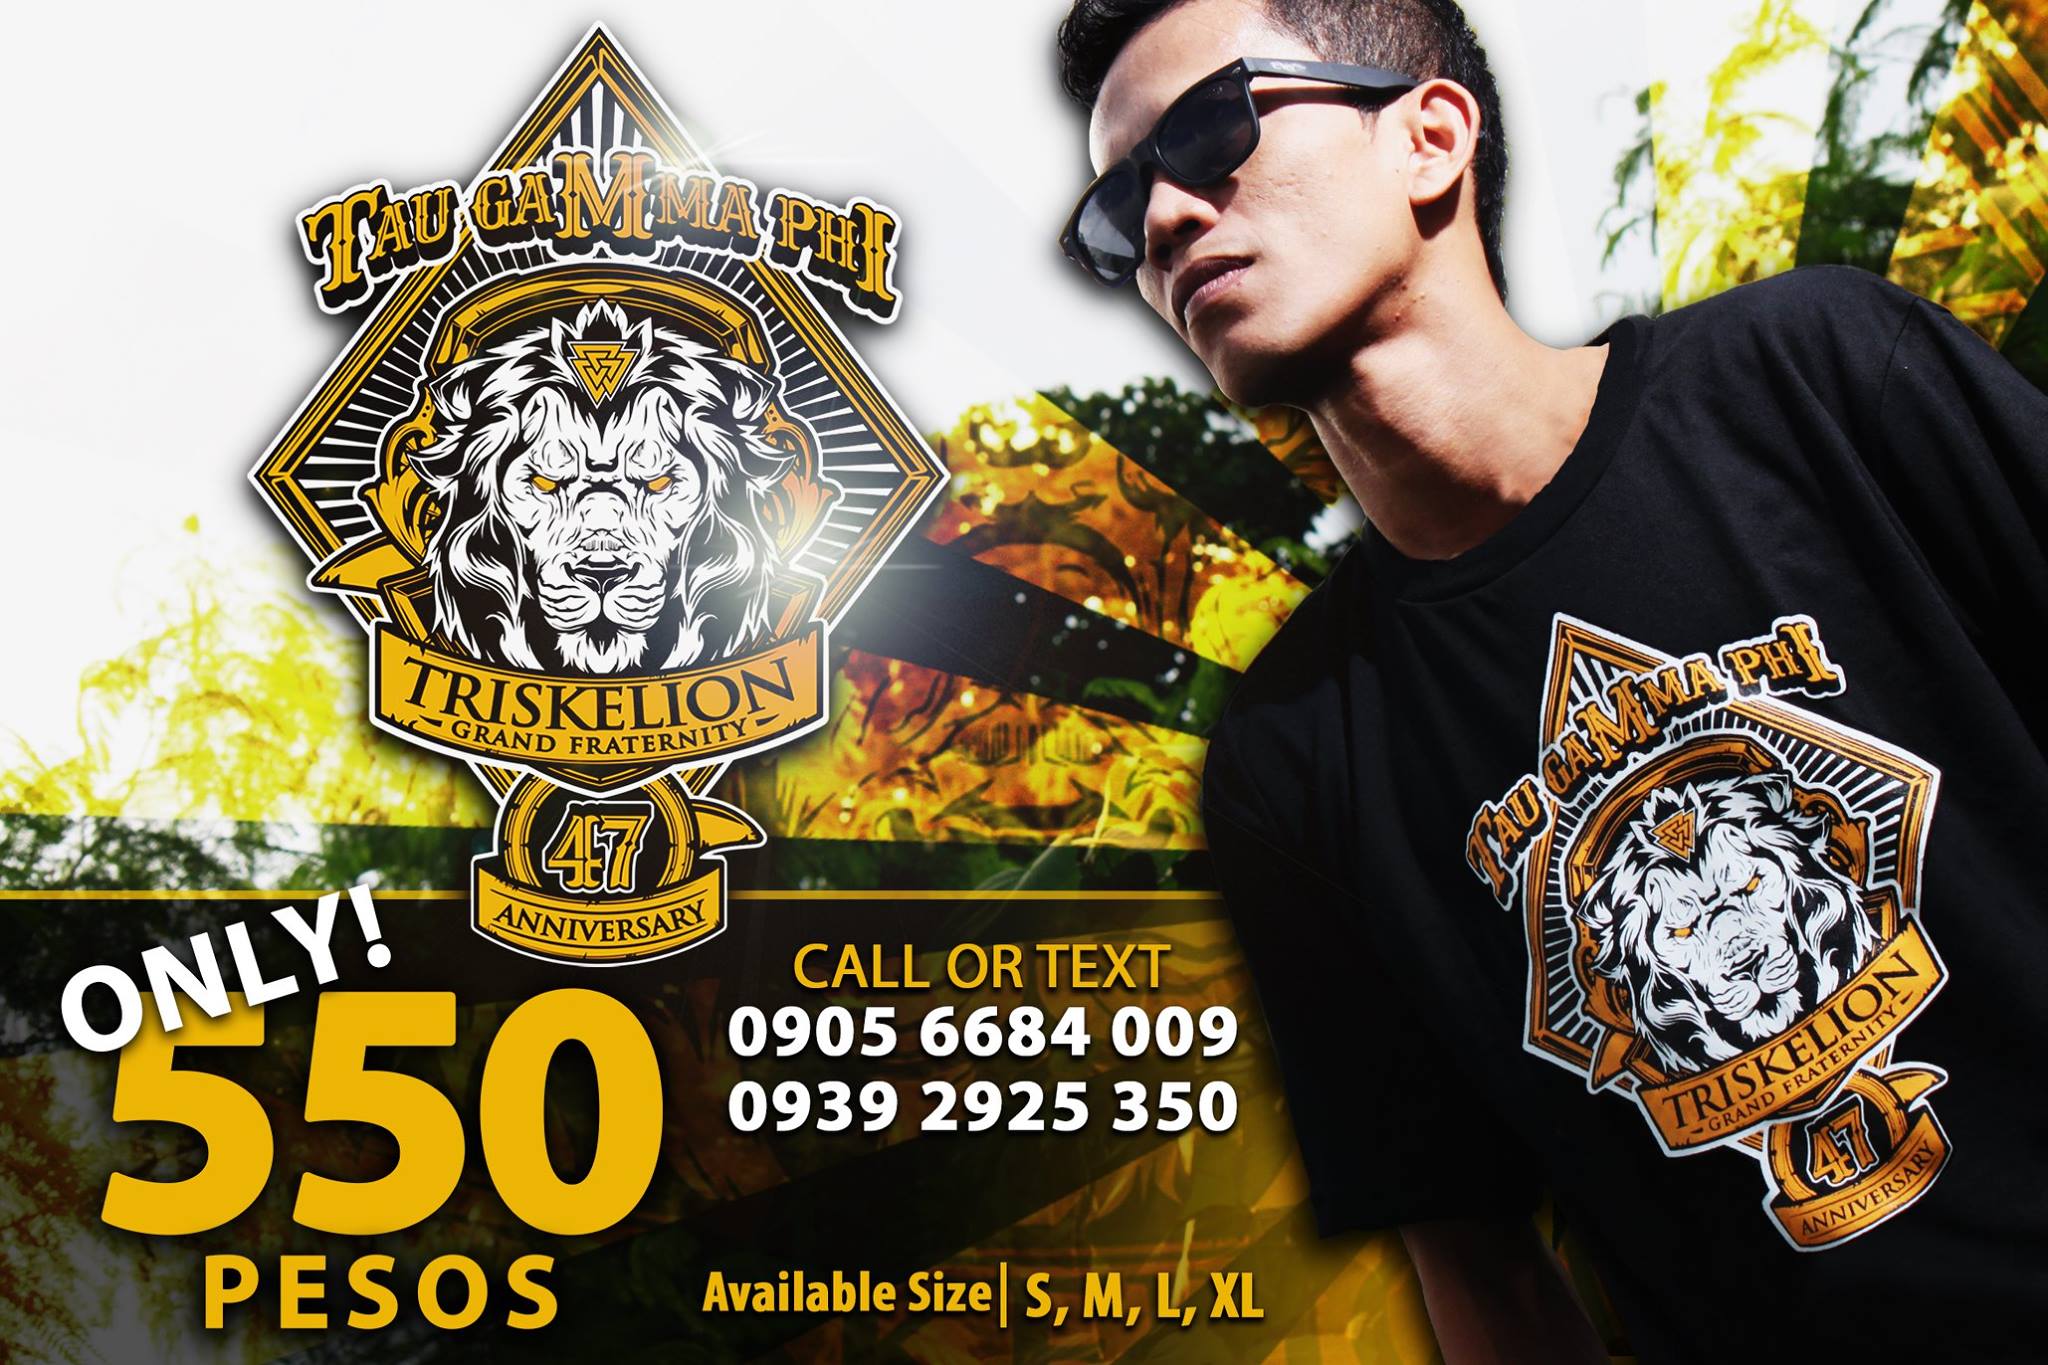 TAU GAMMA PHI
TRISKELION
GRAND FRATERNITY
47
ANNIVERSARY
ONLY!
550
PESOS
CALL OR TEXT
0905 6684 009
0939 2925 350
Available Size | S, M, L, XL
TAU GAMMA PHI
TRISKELION
GRAND FRATERNITY
47
ANNIVERSARY